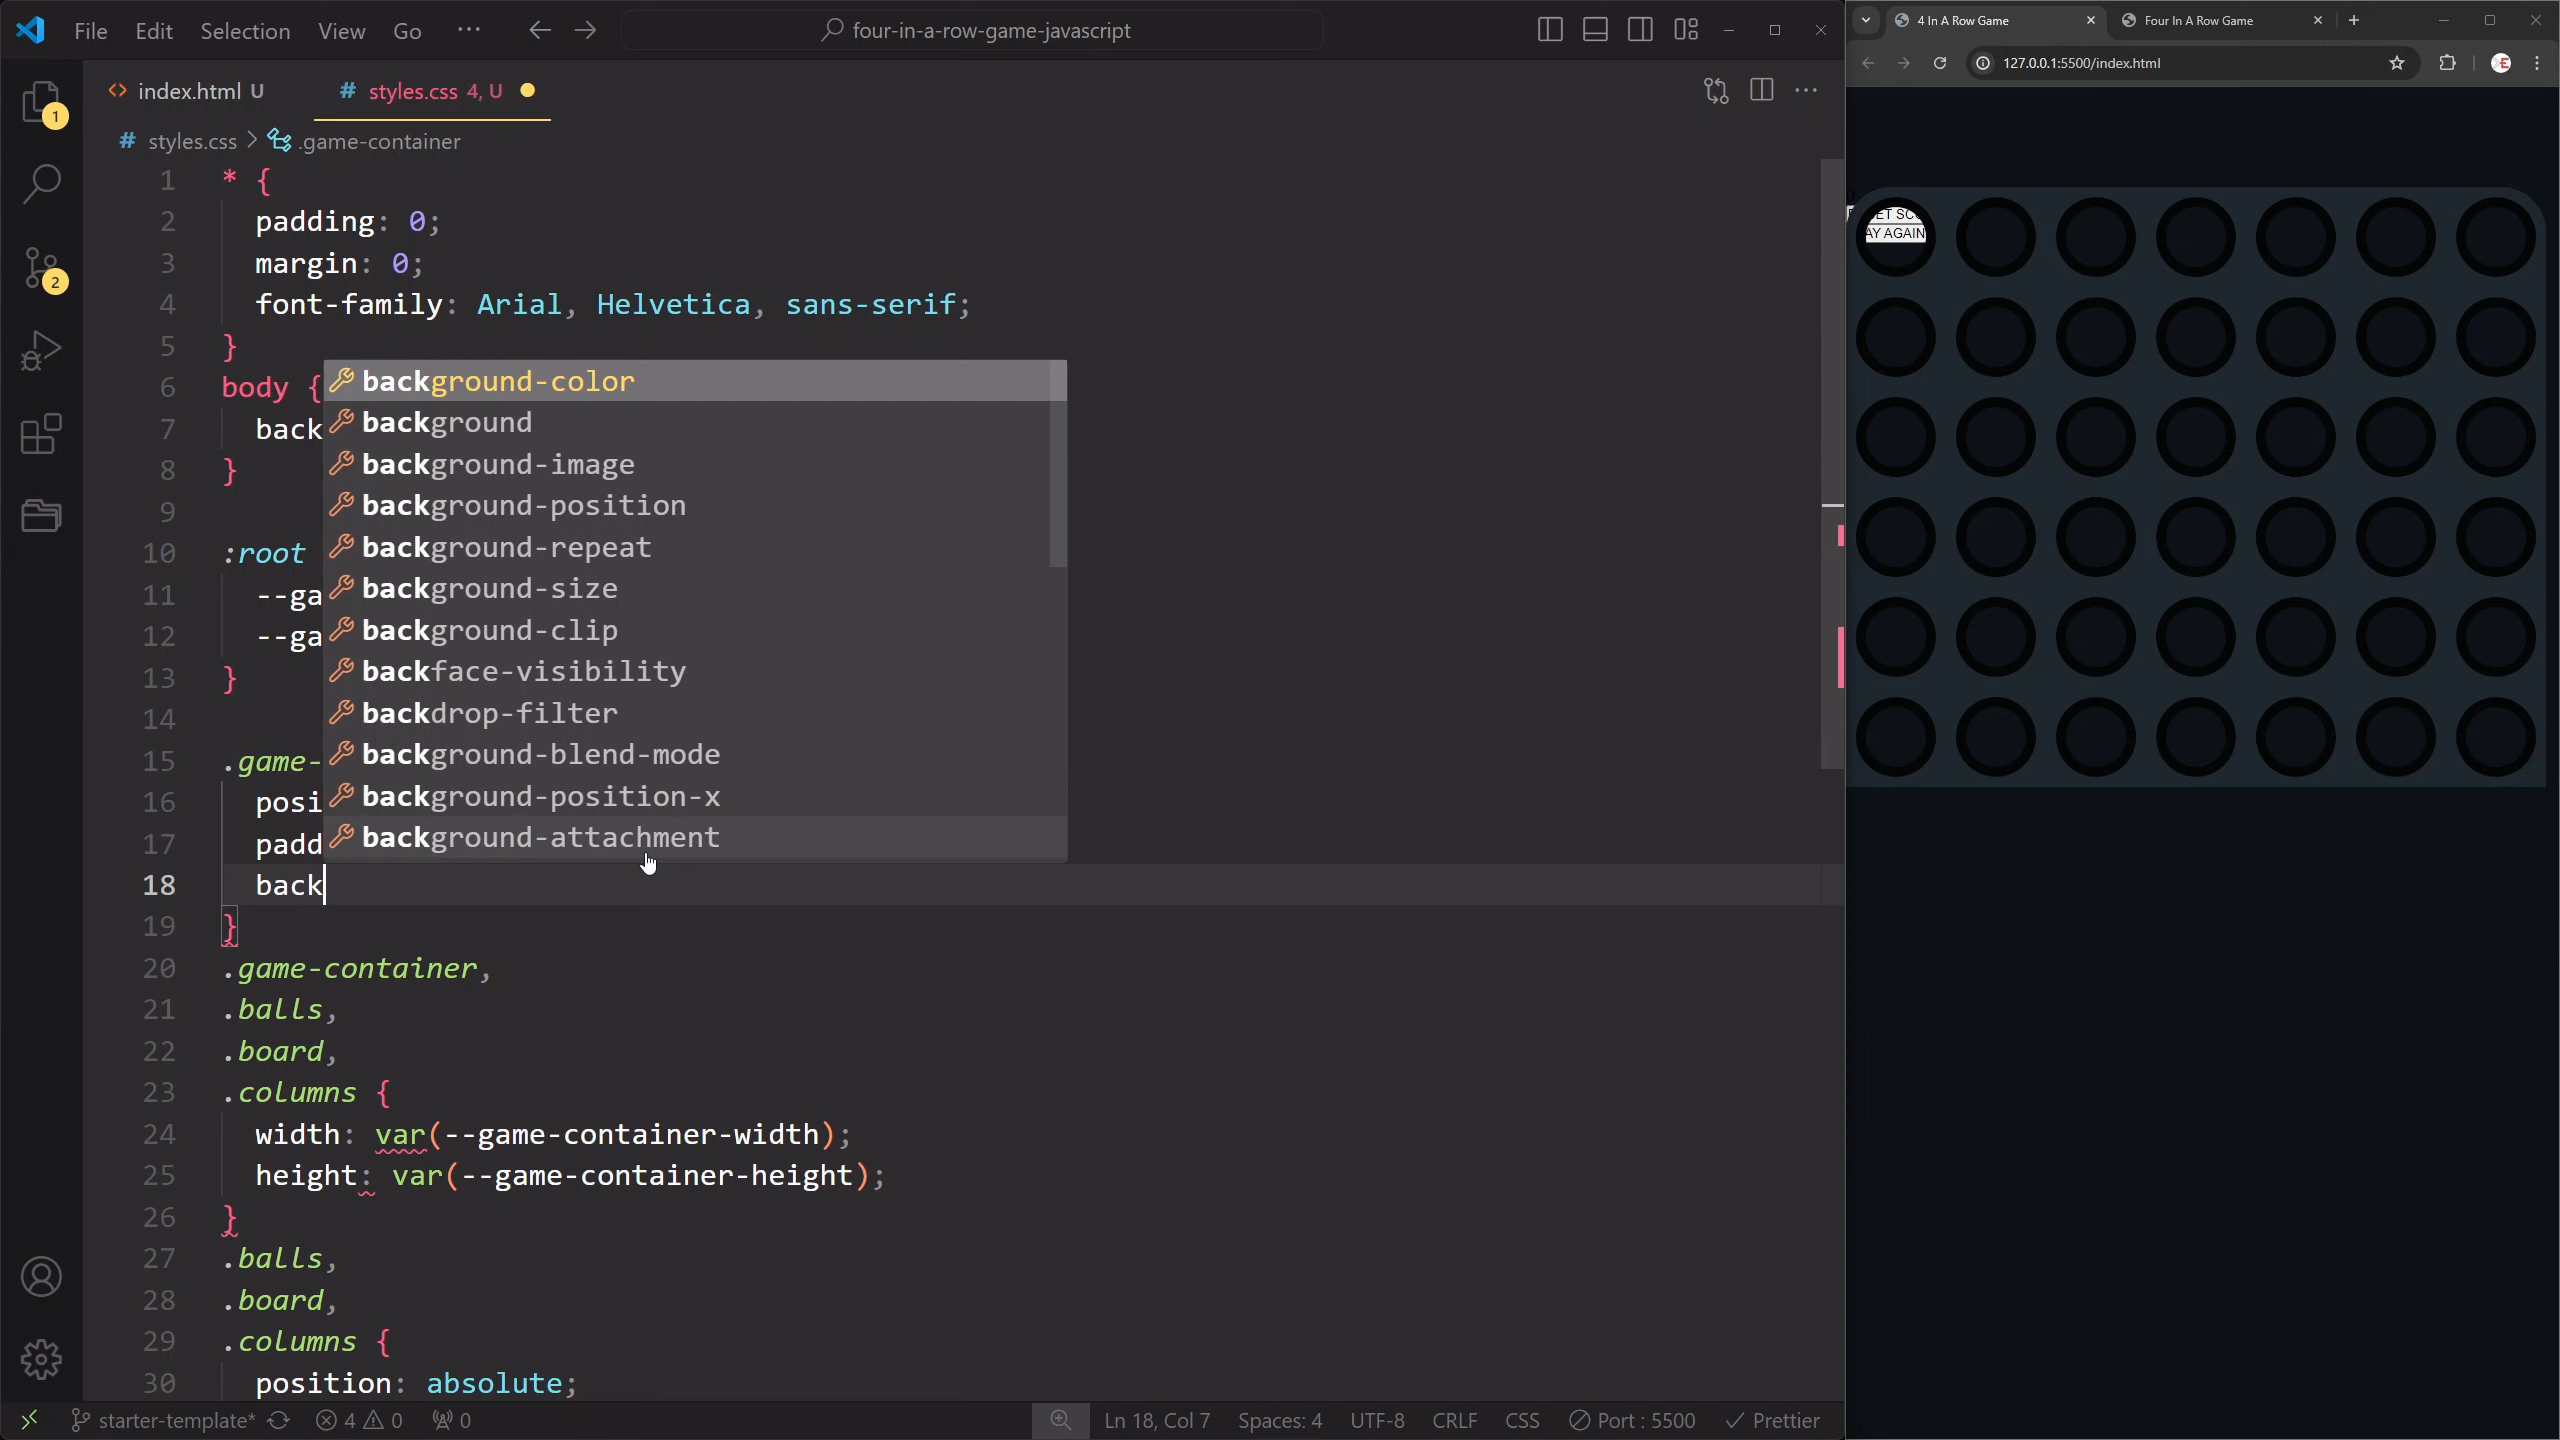 File Edit Selection View Go ··· four-in-a-row-game-javascript
index.html U styles.css 4, U
styles.css > .game-container
1 * {
2 padding: 0;
3 margin: 0;
4 font-family: Arial, Helvetica, sans-serif;
5 }
6 body {
7 back
8 }
9
10 :root
11 --ga
12 --ga
13 }
14
15 .game-
16 posi
17 padd
18 back
19 }
20 .game-container,
21 .balls,
22 .board,
23 .columns {
24 width: var(--game-container-width);
25 height: var(--game-container-height);
26 }
27 .balls,
28 .board,
29 .columns {
30 position: absolute;
background-color
background
background-image
background-position
background-repeat
background-size
background-clip
backface-visibility
backdrop-filter
background-blend-mode
background-position-x
background-attachment
1
2
starter-template* 4 0 0 Ln 18, Col 7 Spaces: 4 UTF-8 CRLF CSS Port : 5500 Prettier
4 In A Row Game Four In A Row Game
127.0.0.1:5500/index.html
AY AGAIN